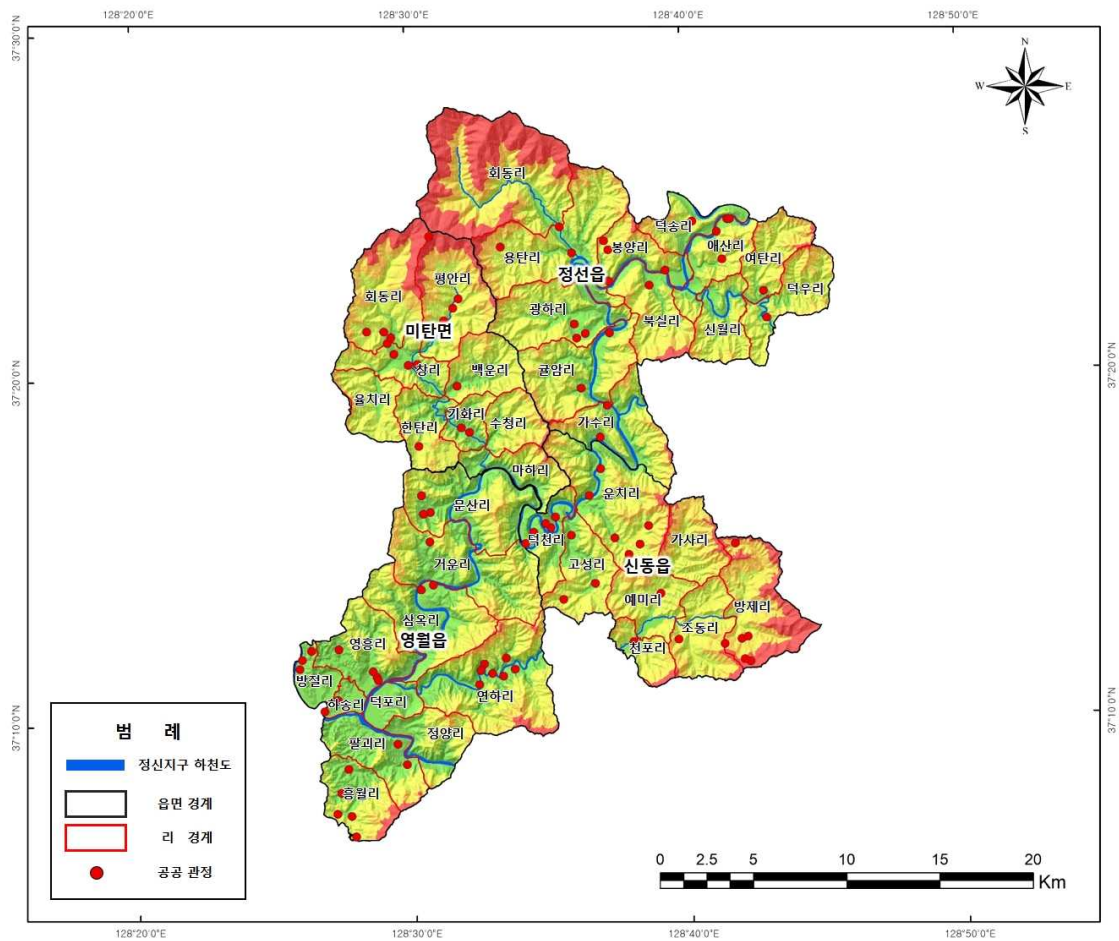 128°20'0"E 128°30'0"E 128°40'0"E 128°50'0"E
37°30'0"N
37°30'0"N
N
W E
S
회동리
덕송리
봉양리 애산리
용탄리 여탄리
정선읍
평안리 덕우리
회동리
광하리 북실리 신월리
미탄면
창리 백운리 귤암리
37°20'0"N
37°20'0"N
율치리
기화리
한탄리 수청리 가수리
마하리
문산리 운치리
덕천리 가사리
거운리 고성리 신동읍
예미리 방제리
삼옥리 조동리
영월읍
영흥리 천포리
방절리
하송리 덕포리 연하리
정양리
팔괴리
흥월리
37°10'0"N
37°10'0"N
범 례
정신지구 하천도
읍면 경계
리 경계
공공 관정
0 2.5 5 10 15 20
Km
128°20'0"E 128°30'0"E 128°40'0"E 128°50'0"E